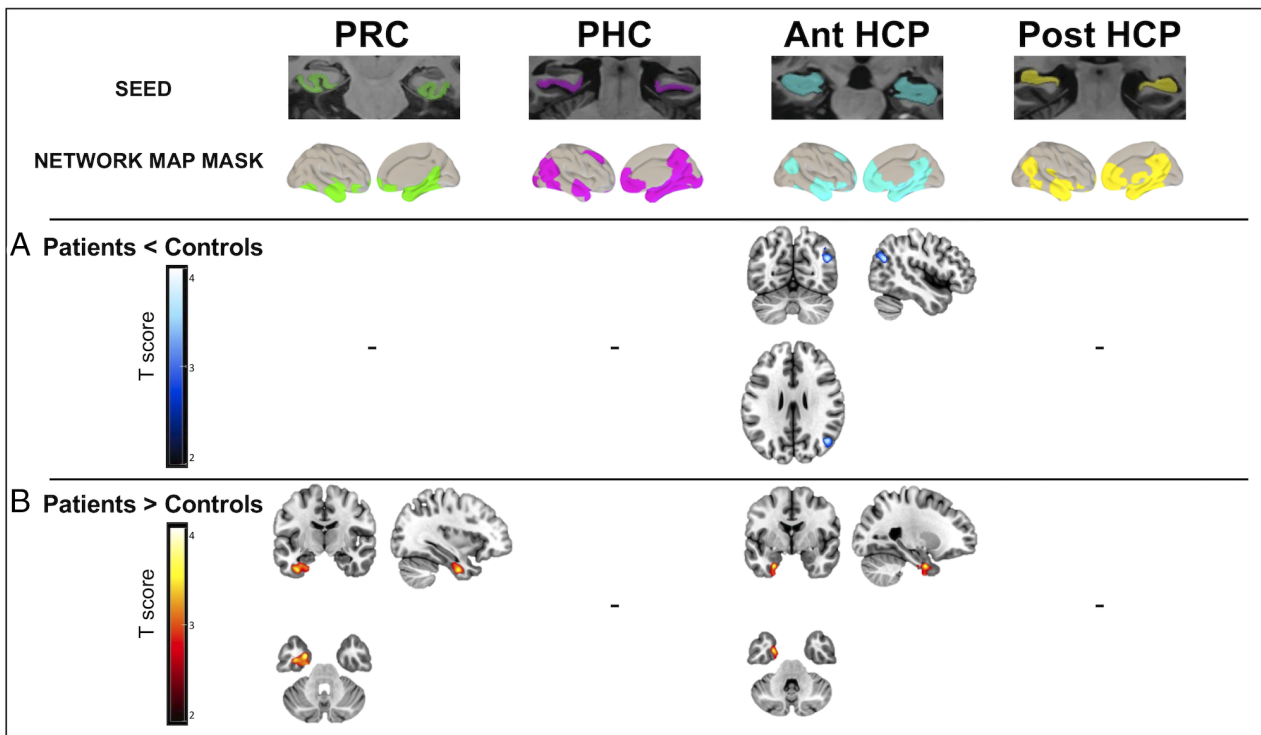 PRC PHC Ant HCP Post HCP
SEED
NETWORK MAP MASK
A Patients < Controls
4
T score
3
2
- - -
B Patients > Controls
4
T score
3
2
- -